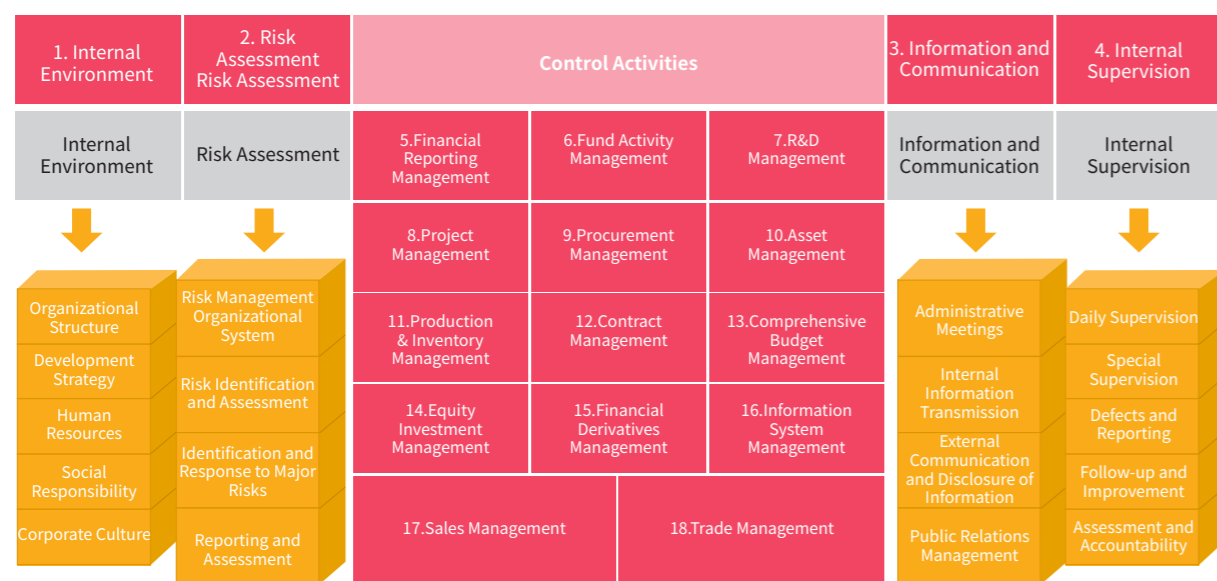 1. Internal
Environment
2. Risk
Assessment
Risk Assessment
Control Activities
3. Information and
Communication
4. Internal
Supervision
Internal
Environment
Risk Assessment
5.Financial
Reporting
Management
6.Fund Activity
Management
7.R&D
Management
Information and
Communication
Internal
Supervision
8.Project
Management
9.Procurement
Management
10.Asset
Management
11.Production
& Inventory
Management
12.Contract
Management
13.Comprehensive
Budget
Management
14.Equity
Investment
Management
15.Financial
Derivatives
Management
16.Information
System
Management
17.Sales Management
18.Trade Management
Organizational
Structure
Development
Strategy
Human
Resources
Social
Responsibility
Corporate Culture
Risk Management
Organizational
System
Risk Identification
and Assessment
Identification and
Response to Major
Risks
Reporting and
Assessment
Administrative
Meetings
Internal
Information
Transmission
External
Communication
and Disclosure of
Information
Public Relations
Management
Daily Supervision
Special
Supervision
Defects and
Reporting
Follow-up and
Improvement
Assessment and
Accountability